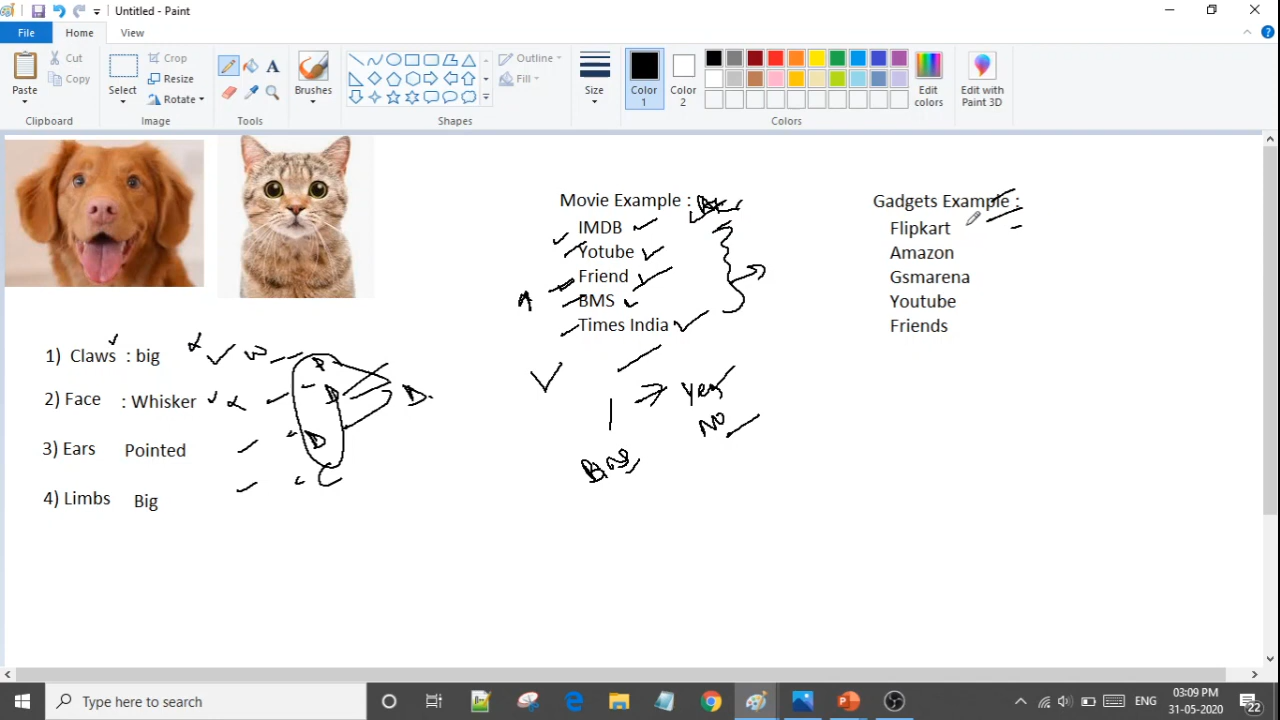 Untitled - Paint
File Home View
Paste
Cut
Copy
Clipboard
Select
Crop
Resize
Rotate
Image
Tools
Brushes
Shapes
Outline
Fill
Size
Color 1
Color 2
Edit colors
Colors
Edit with Paint 3D
Movie Example :
IMDB
Yotube
Friend
BMS
Times India
Yes
NO
Gadgets Example :
Flipkart
Amazon
Gsmarena
Youtube
Friends
1) Claws : big
2) Face : Whisker
3) Ears Pointed
4) Limbs Big
D
D
D.
C
Type here to search
ENG
03:09 PM
31-05-2020
22